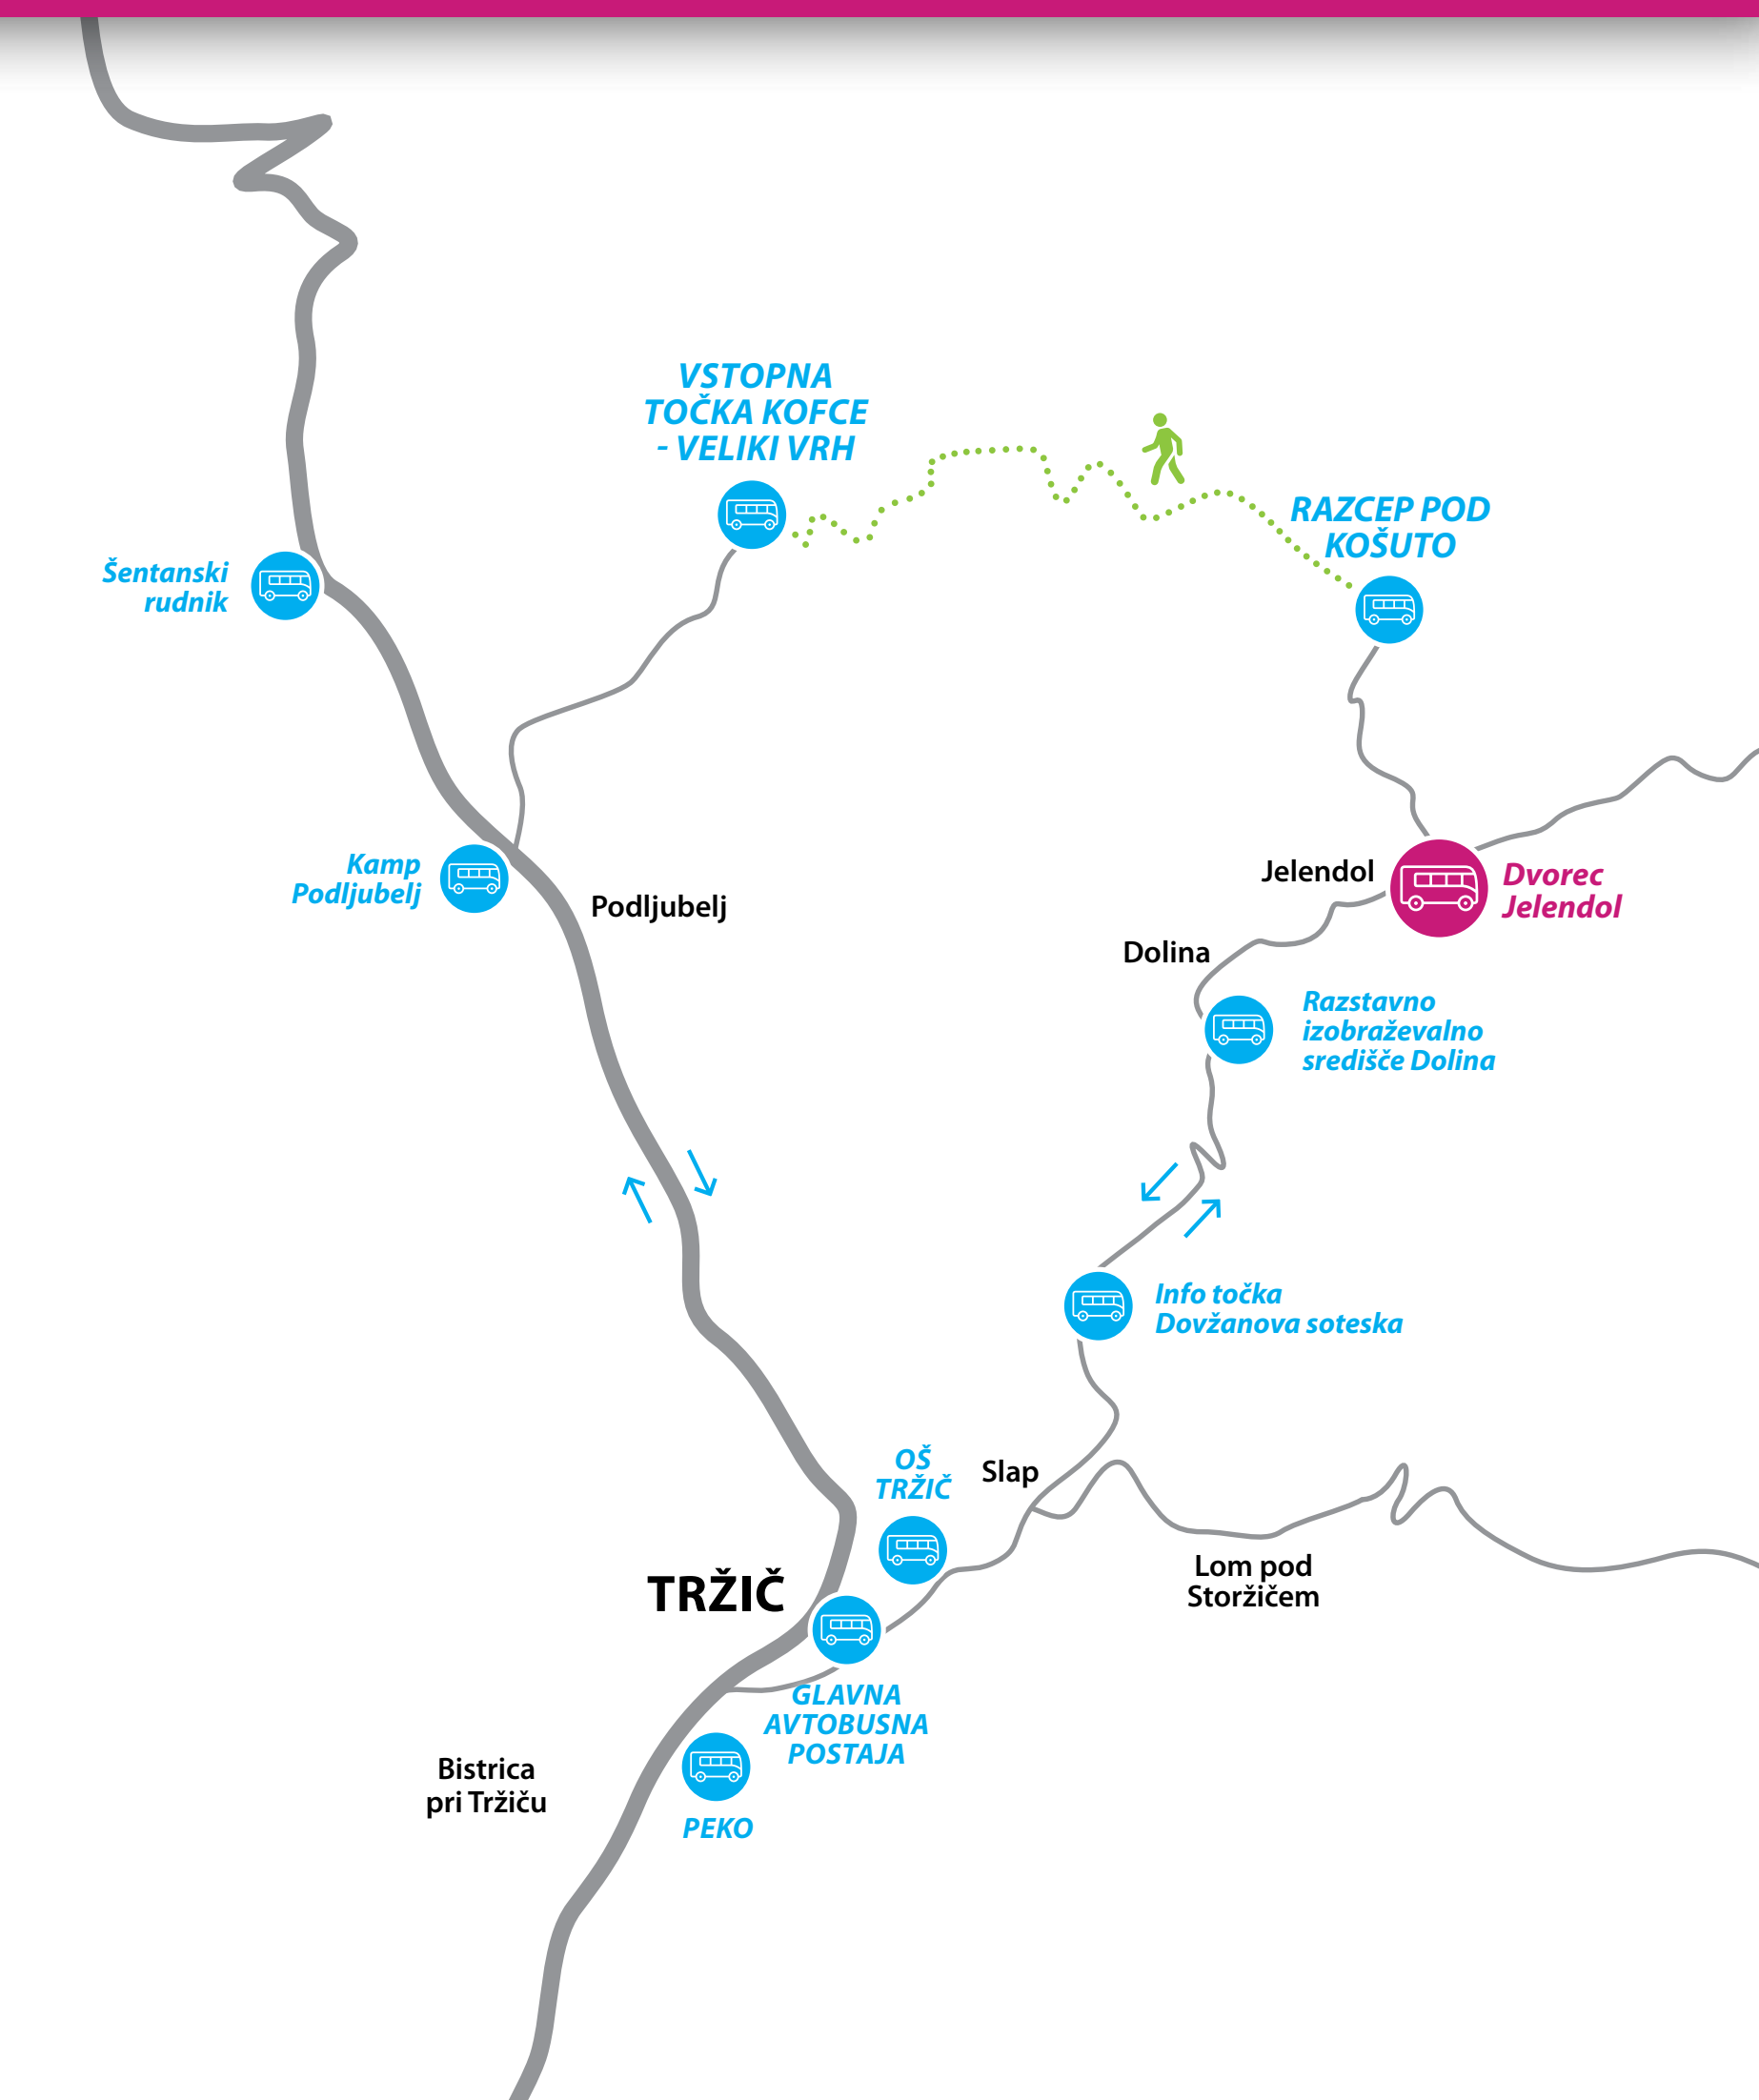 VSTOPNA
TOČKA KOFCE
- VELIKI VRH
RAZCEP POD
KOŠUTO
Šentanski
rudnik
Kamp
Podljubelj
Podljubelj
Jelendol
Dvorec
Jelendol
Dolina
Razstavno
izobraževalno
središče Dolina
Info točka
Dovžanova soteska
OŠ
TRŽIČ
Slap
TRŽIČ
Lom pod
Storžičem
GLAVNA
AVTOBUSNA
POSTAJA
Bistrica
pri Tržiču
PEKO